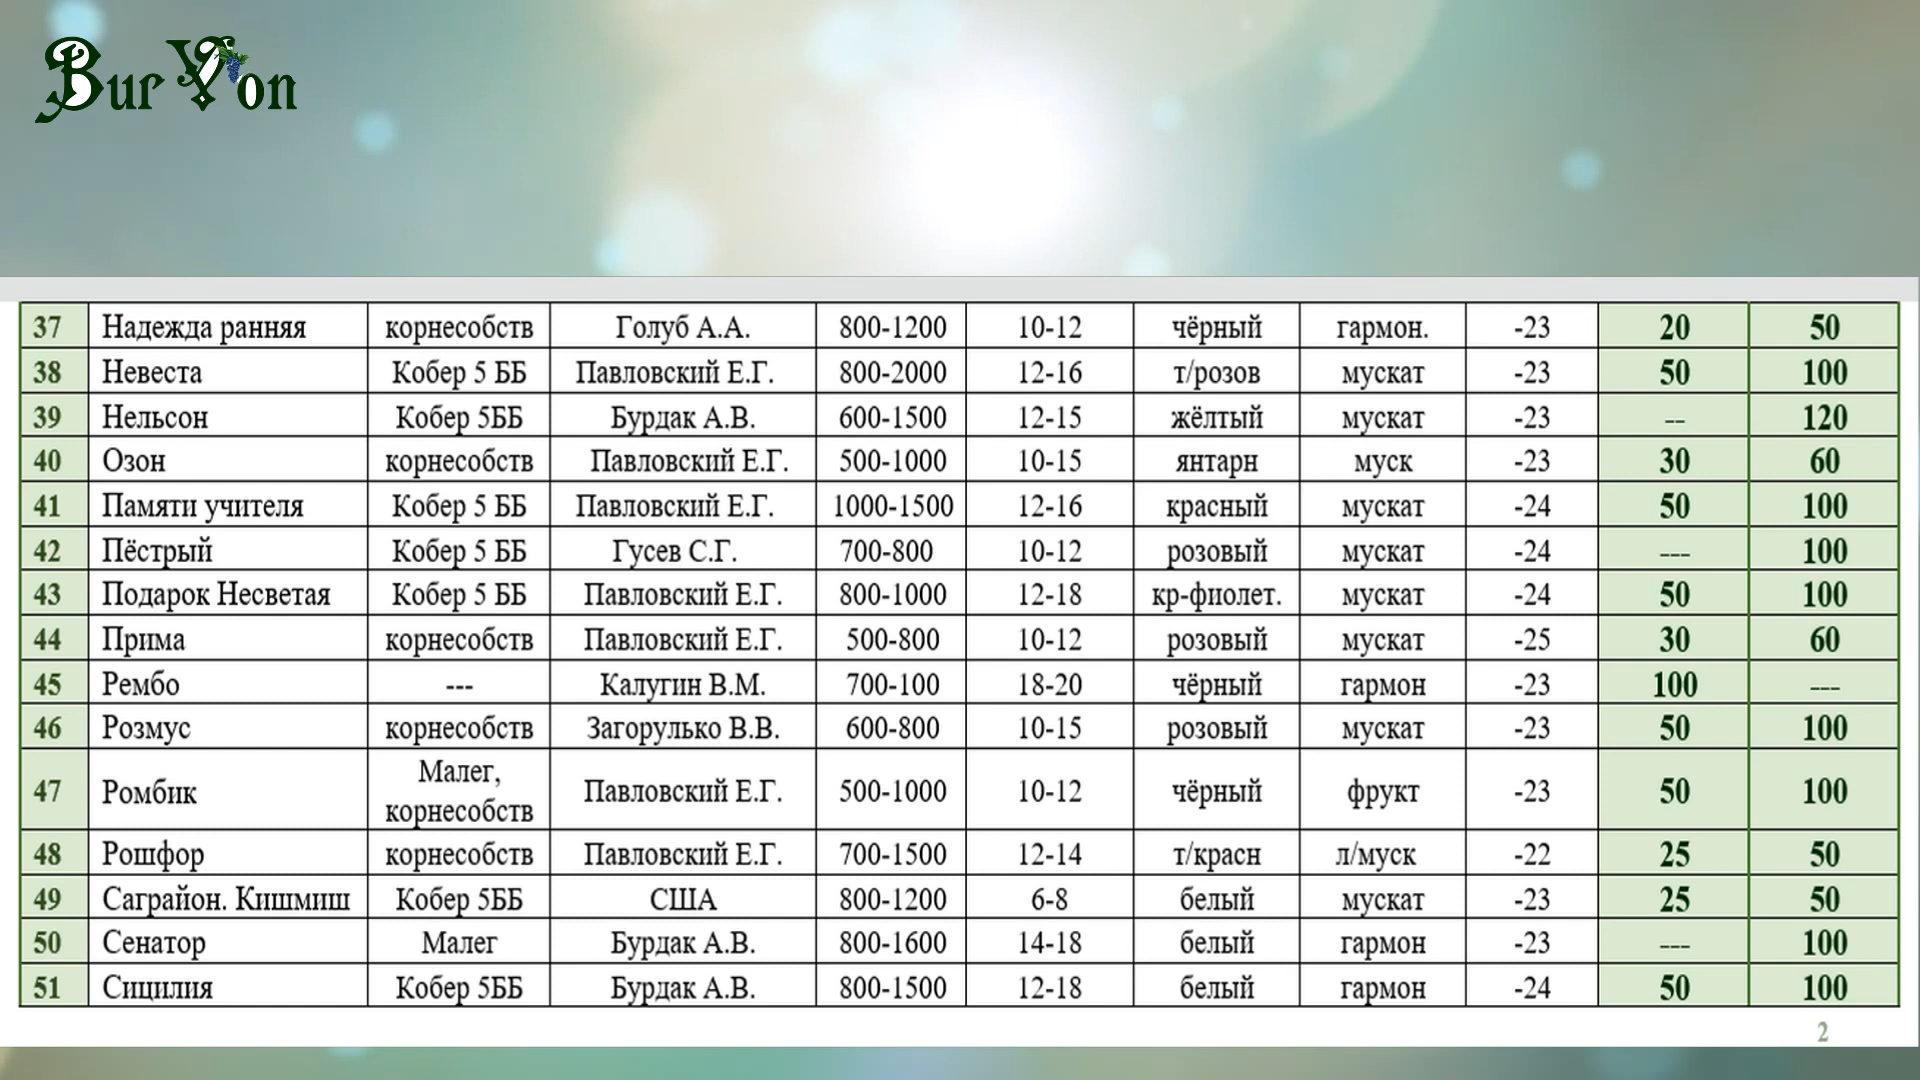 Bur Von
37 Надежда ранняя корнесобств Голуб А.А. 800-1200 10-12 чёрный гармон. -23 20 50
38 Невеста Кобер 5 ББ Павловский Е.Г. 800-2000 12-16 т/розов мускат -23 50 100
39 Нельсон Кобер 5ББ Бурдак А.В. 600-1500 12-15 жёлтый мускат -23 -- 120
40 Озон корнесобств Павловский Е.Г. 500-1000 10-15 янтарн муск -23 30 60
41 Памяти учителя Кобер 5 ББ Павловский Е.Г. 1000-1500 12-16 красный мускат -24 50 100
42 Пёстрый Кобер 5 ББ Гусев С.Г. 700-800 10-12 розовый мускат -24 --- 100
43 Подарок Несветая Кобер 5 ББ Павловский Е.Г. 800-1000 12-18 кр-фиолет. мускат -24 50 100
44 Прима корнесобств Павловский Е.Г. 500-800 10-12 розовый мускат -25 30 60
45 Рембо --- Калугин В.М. 700-100 18-20 чёрный гармон -23 100 ---
46 Розмус корнесобств Загорулько В.В. 600-800 10-15 розовый мускат -23 50 100
47 Ромбик Малег, корнесобств Павловский Е.Г. 500-1000 10-12 чёрный фрукт -23 50 100
48 Рошфор корнесобств Павловский Е.Г. 700-1500 12-14 т/красн л/муск -22 25 50
49 Саграйон. Кишмиш Кобер 5ББ США 800-1200 6-8 белый мускат -23 25 50
50 Сенатор Малег Бурдак А.В. 800-1600 14-18 белый гармон -23 --- 100
51 Сицилия Кобер 5ББ Бурдак А.В. 800-1500 12-18 белый гармон -24 50 100
2